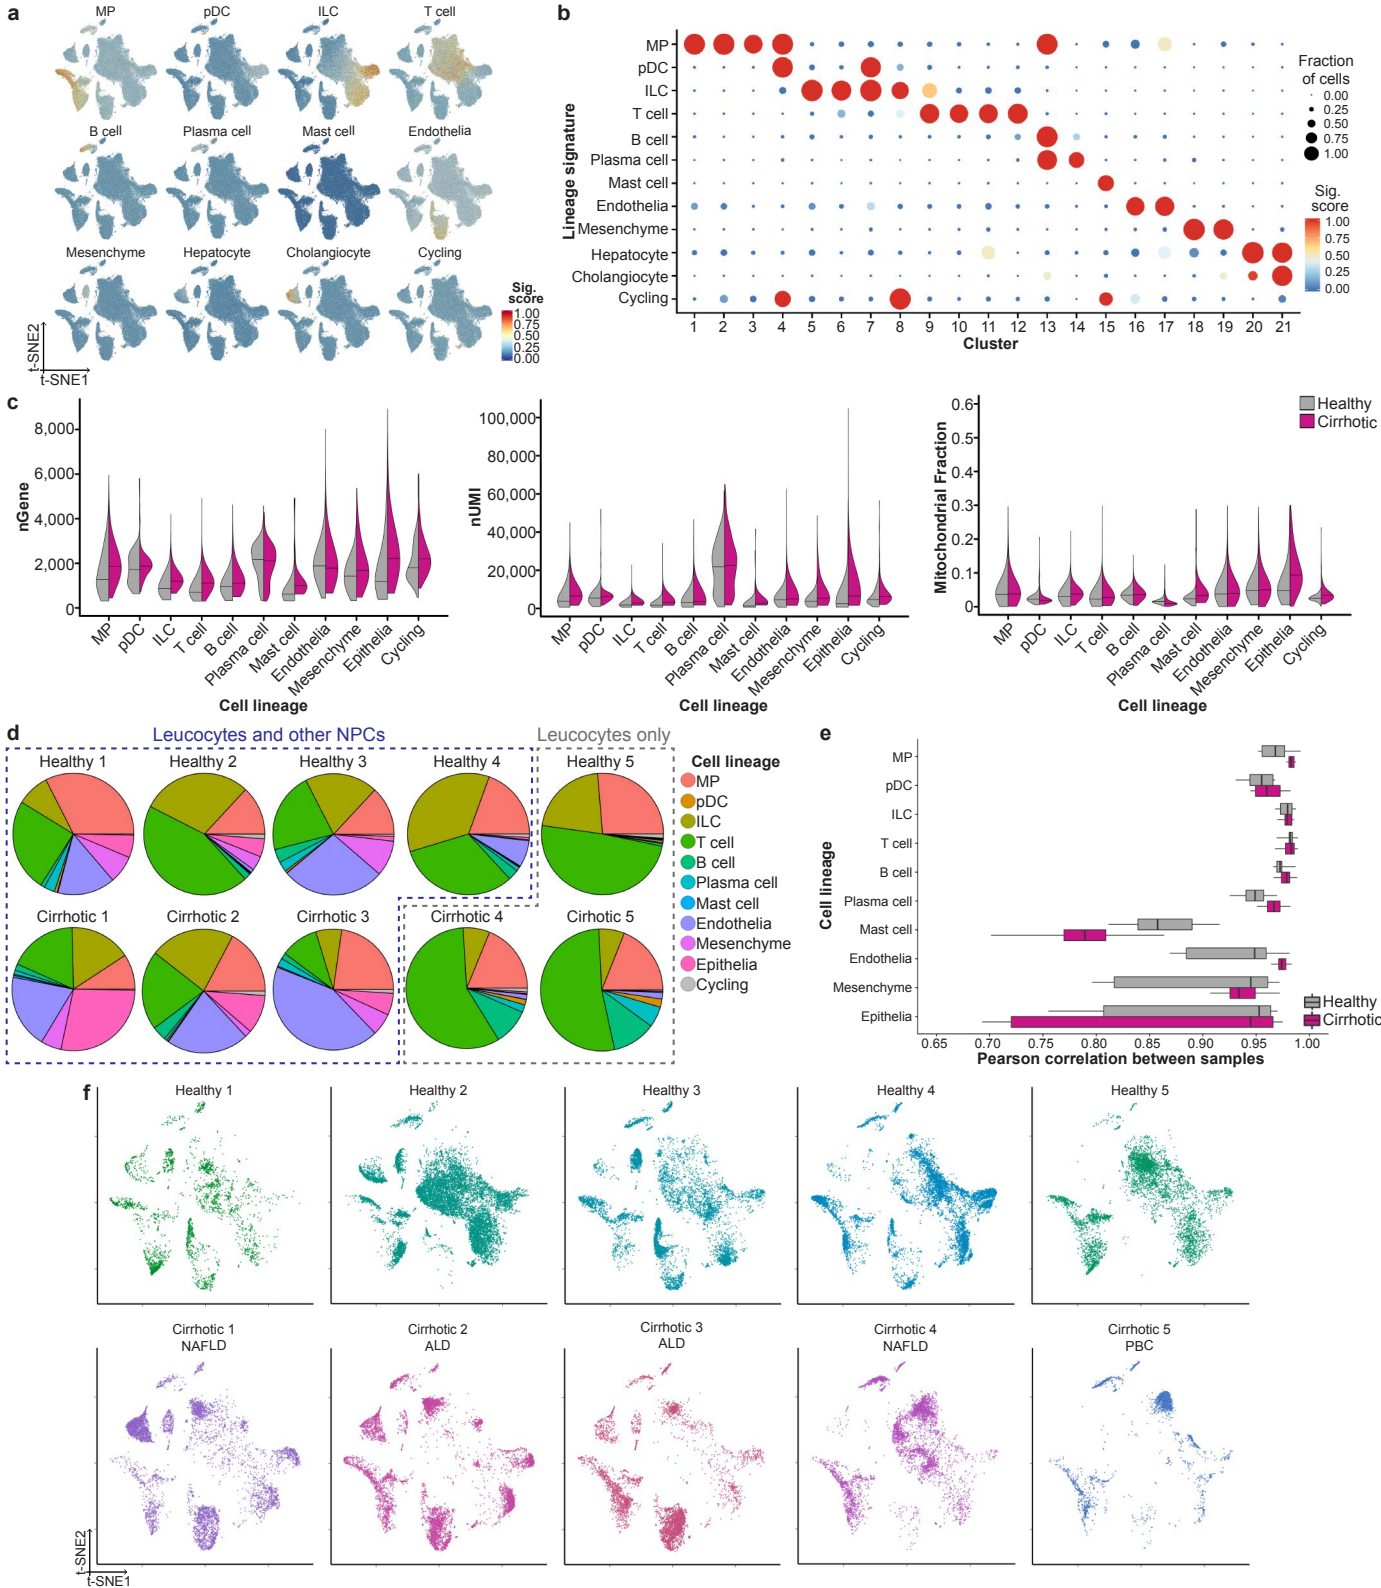 a
MP pDC ILC T cell
B cell Plasma cell Mast cell Endothelia
Mesenchyme Hepatocyte Cholangiocyte Cycling
Sig. score
1.00
0.75
0.50
0.25
0.00
t-SNE2
t-SNE1
b
Lineage signature
MP
pDC
ILC
T cell
B cell
Plasma cell
Mast cell
Endothelia
Mesenchyme
Hepatocyte
Cholangiocyte
Cycling
1 2 3 4 5 6 7 8 9 10 11 12 13 14 15 16 17 18 19 20 21
Cluster
Fraction
of cells
0.00
0.25
0.50
0.75
1.00
Sig.
score
1.00
0.75
0.50
0.25
0.00
c
nGene
8,000
6,000
4,000
2,000
0
MP pDC ILC T cell B cell Plasma cell Mast cell Endothelia Mesenchyme Epithelia Cycling
Cell lineage
nUMI
100,000
80,000
60,000
40,000
20,000
0
MP pDC ILC T cell B cell Plasma cell Mast cell Endothelia Mesenchyme Epithelia Cycling
Cell lineage
Mitochondrial Fraction
0.6
0.5
0.4
0.3
0.2
0.1
0
MP pDC ILC T cell B cell Plasma cell Mast cell Endothelia Mesenchyme Epithelia Cycling
Cell lineage
Healthy
Cirrhotic
d
Leucocytes and other NPCs Leucocytes only
Healthy 1 Healthy 2 Healthy 3 Healthy 4 Healthy 5
Cirrhotic 1 Cirrhotic 2 Cirrhotic 3 Cirrhotic 4 Cirrhotic 5
Cell lineage
MP
pDC
ILC
T cell
B cell
Plasma cell
Mast cell
Endothelia
Mesenchyme
Epithelia
Cycling
e
Cell lineage
MP
pDC
ILC
T cell
B cell
Plasma cell
Mast cell
Endothelia
Mesenchyme
Epithelia
Healthy
Cirrhotic
0.65 0.70 0.75 0.80 0.85 0.90 0.95 1.00
Pearson correlation between samples
f
Healthy 1 Healthy 2 Healthy 3 Healthy 4 Healthy 5
Cirrhotic 1 Cirrhotic 2 Cirrhotic 3 Cirrhotic 4 Cirrhotic 5
NAFLD ALD ALD NAFLD PBC
t-SNE2
t-SNE1